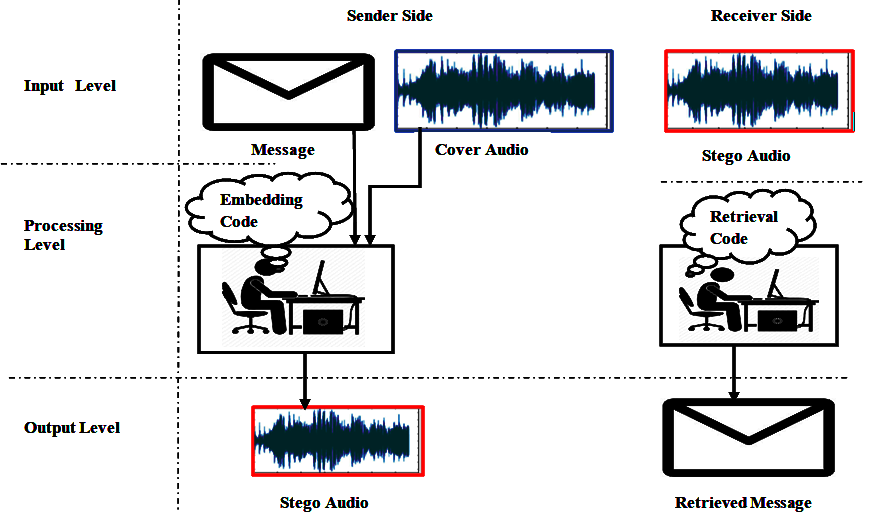 Sender Side
Receiver Side
Input Level
Message
Cover Audio
Stego Audio
Embedding
Code
Retrieval
Code
Processing
Level
Output Level
Stego Audio
Retrieved Message